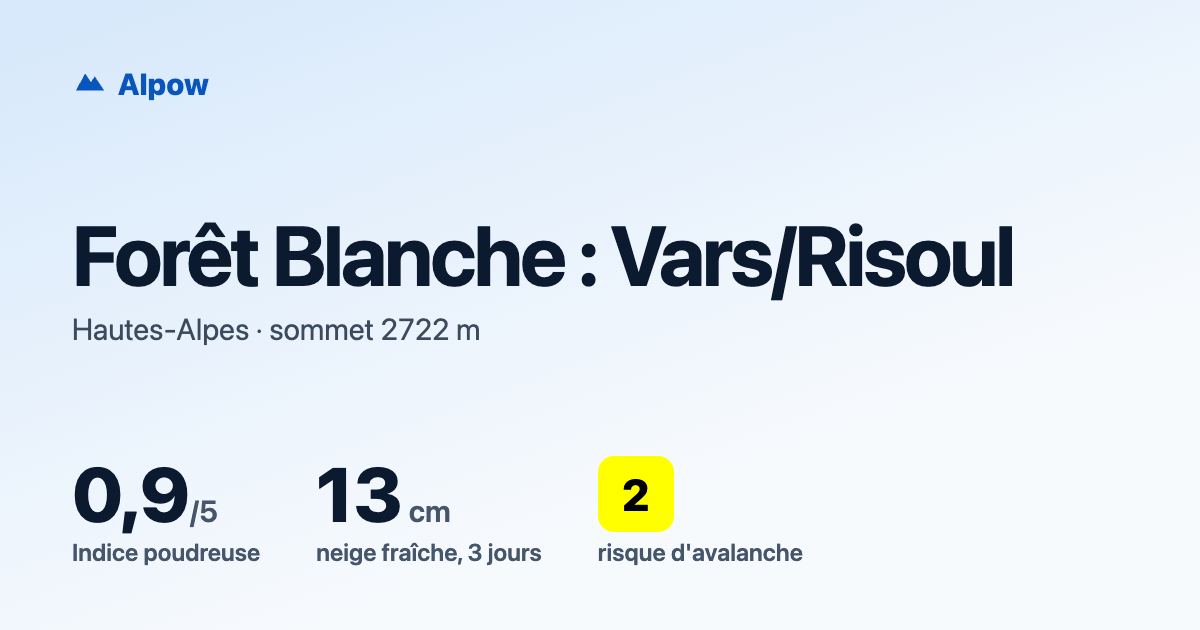 Alpow
Forêt Blanche : Vars/Risoul
Hautes-Alpes · sommet 2722 m
0,9/5 13 cm 2
Indice poudreuse neige fraîche, 3 jours risque d'avalanche